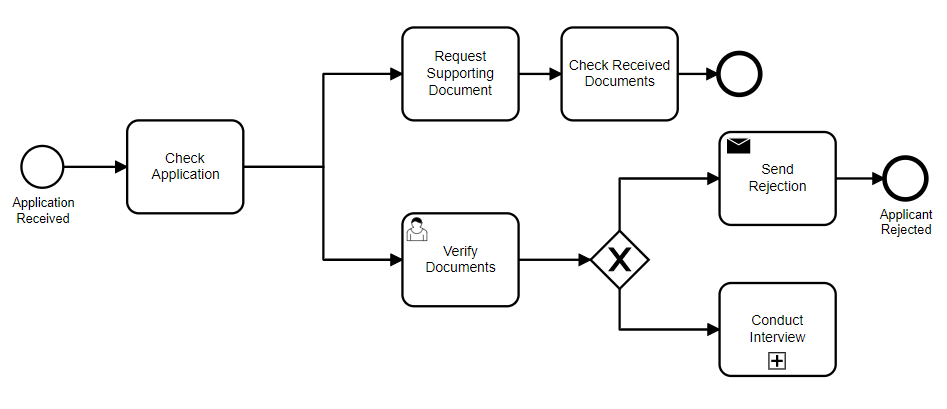 Request
Supporting
Document
Check Received
Documents
Check
Application
Application
Received
Send
Rejection
Applicant
Rejected
Verify
Documents
X
Conduct
Interview